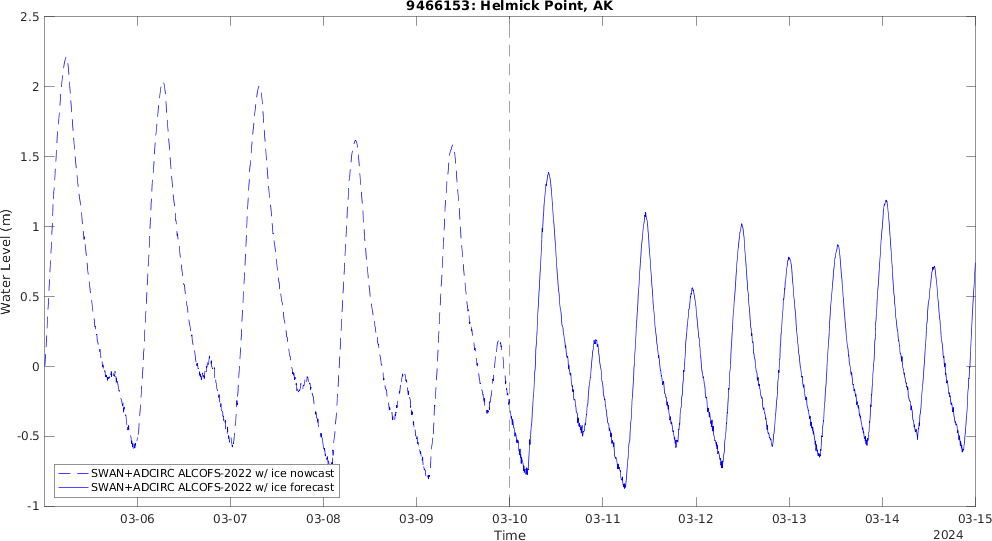 9466153: Helmick Point, AK
2.5
2
1.5
1
0.5
0
-0.5
-1
Water Level (m)
SWAN+ADCIRC ALCOFS-2022 w/ ice nowcast
SWAN+ADCIRC ALCOFS-2022 w/ ice forecast
03-06 03-07 03-08 03-09 03-10 03-11 03-12 03-13 03-14 03-15
Time
2024